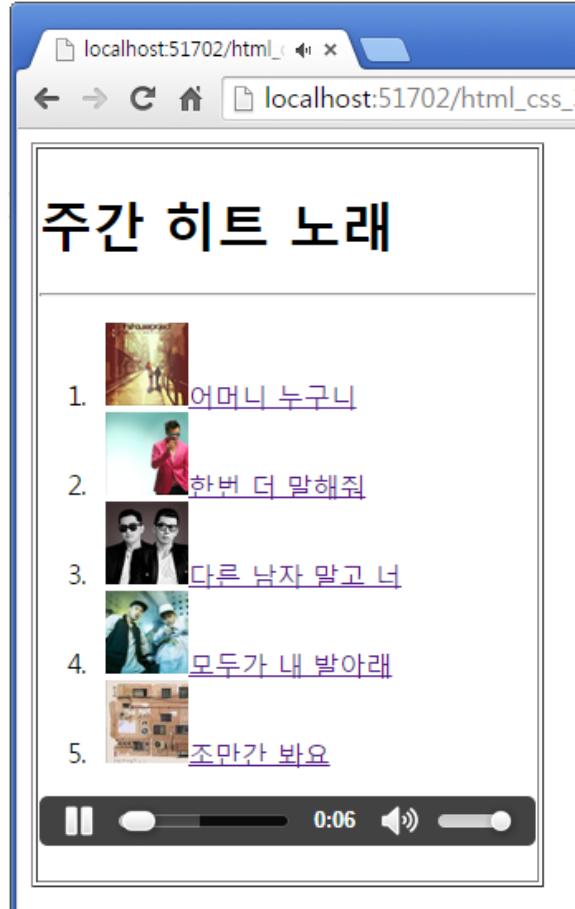 localhost:51702/html_
localhost:51702/html_css_
주간 히트 노래
1. 어머니 누구니
2. 한번 더 말해줘
3. 다른 남자 말고 너
4. 모두가 내 발아래
5. 조만간 봐요
0:06